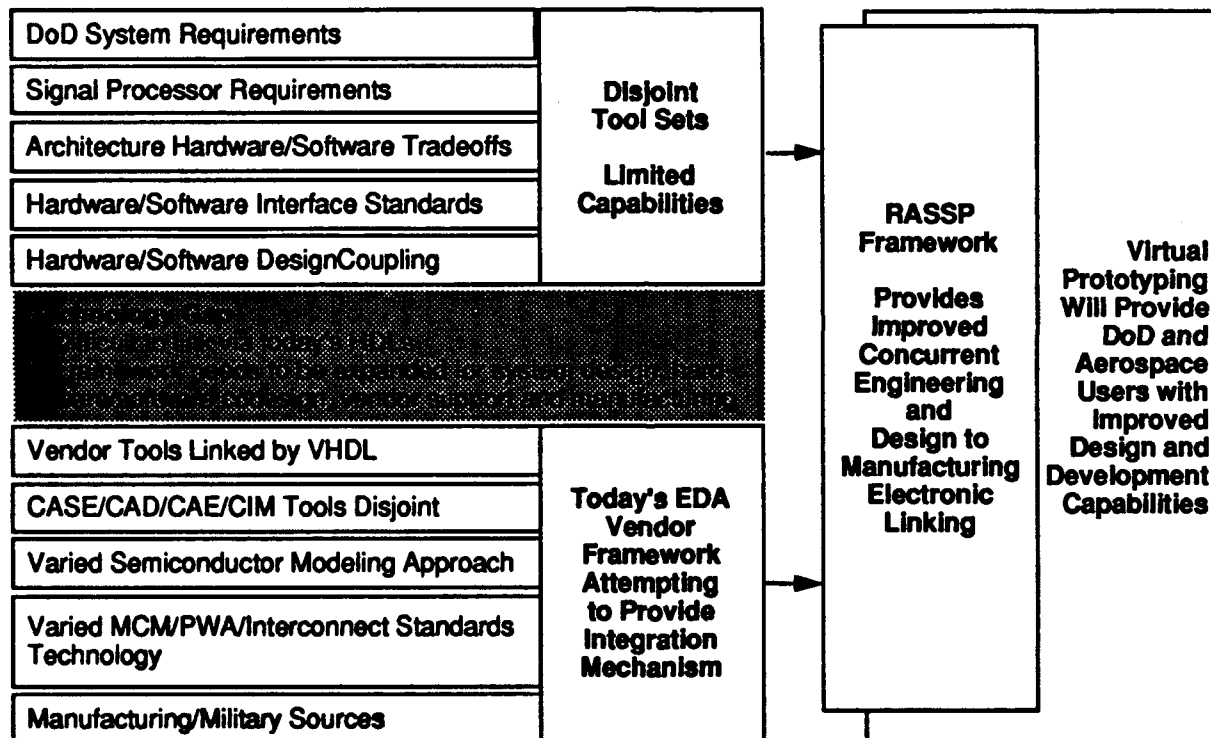 DoD System Requirements
Signal Processor Requirements
Architecture Hardware/Software Tradeoffs
Hardware/Software Interface Standards
Hardware/Software DesignCoupling
Disjoint
Tool Sets
Limited
Capabilities
Vendor Tools Linked by VHDL
CASE/CAD/CAE/CIM Tools Disjoint
Varied Semiconductor Modeling Approach
Varied MCM/PWA/Interconnect Standards
Technology
Manufacturing/Military Sources
Today's EDA
Vendor
Framework
Attempting
to Provide
Integration
Mechanism
RASSP
Framework
Provides
Improved
Concurrent
Engineering
and
Design to
Manufacturing
Electronic
Linking
Virtual
Prototyping
Will Provide
DoD and
Aerospace
Users with
Improved
Design and
Development
Capabilities